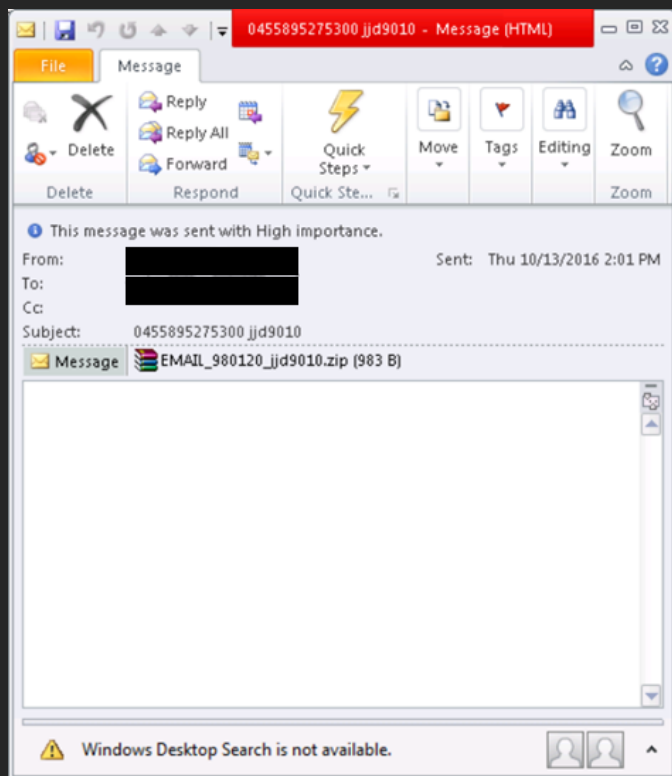 0455895275300 jjd9010 - Message (HTML)
File Message
Delete
Reply
Reply All
Forward
Quick Steps
Move
Tags
Editing
Zoom
Delete Respond Quick Ste... Zoom
This message was sent with High importance.
From: Sent: Thu 10/13/2016 2:01 PM
To:
Cc:
Subject: 0455895275300 jjd9010
Message EMAIL_980120_jjd9010.zip (983 B)
Windows Desktop Search is not available.